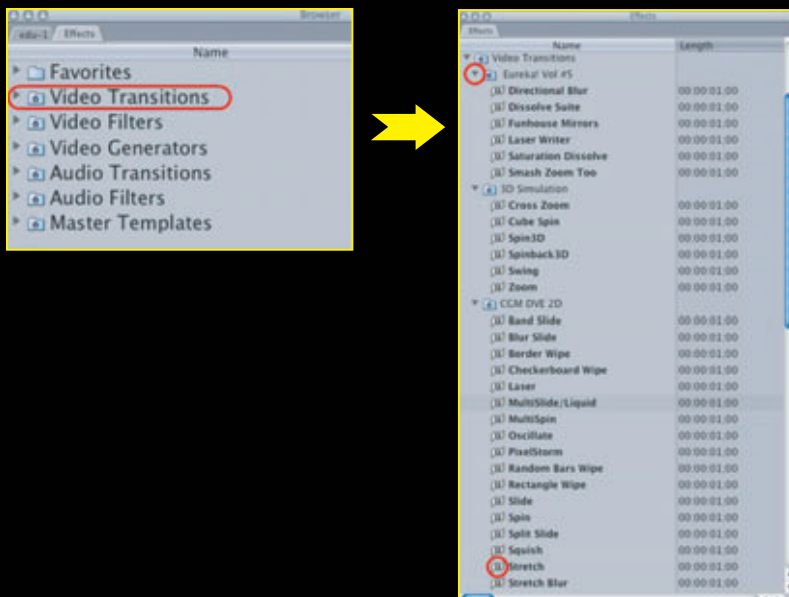 Browser
edu-1 Effects
Name
Favorites
Video Transitions
Video Filters
Video Generators
Audio Transitions
Audio Filters
Master Templates
Effects
Effects
Name Length
Video Transitions
Eureka! Vol #5
Directional Blur 00:00:01;00
Dissolve Suite 00:00:01;00
Funhouse Mirrors 00:00:01;00
Laser Writer 00:00:01;00
Saturation Dissolve 00:00:01;00
Smash Zoom Too 00:00:01;00
3D Simulation
Cross Zoom 00:00:01;00
Cube Spin 00:00:01;00
Spin3D 00:00:01;00
Spinback3D 00:00:01;00
Swing 00:00:01;00
Zoom 00:00:01;00
CGM DVE 2D
Band Slide 00:00:01;00
Blur Slide 00:00:01;00
Border Wipe 00:00:01;00
Checkerboard Wipe 00:00:01;00
Laser 00:00:01;00
MultiSlide/Liquid 00:00:01;00
MultiSpin 00:00:01;00
Oscillate 00:00:01;00
PixelStorm 00:00:01;00
Random Bars Wipe 00:00:01;00
Rectangle Wipe 00:00:01;00
Slide 00:00:01;00
Spin 00:00:01;00
Split Slide 00:00:01;00
Squish 00:00:01;00
Stretch 00:00:01;00
Stretch Blur 00:00:01;00